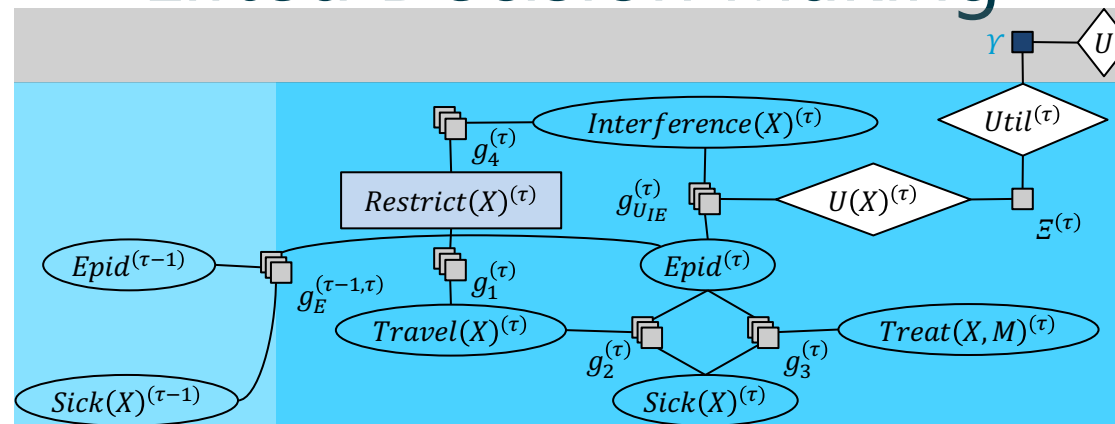 ϒ U
Util^(τ)
Interference(X)^(τ)
g_4^(τ)
Restrict(X)^(τ)
g_{U_{IE}}^(τ)
U(X)^(τ)
Ξ^(τ)
Epid^(τ−1)
g_E^(τ−1,τ)
g_1^(τ)
Epid^(τ)
Travel(X)^(τ)
g_2^(τ)
g_3^(τ)
Treat(X, M)^(τ)
Sick(X)^(τ−1)
Sick(X)^(τ)